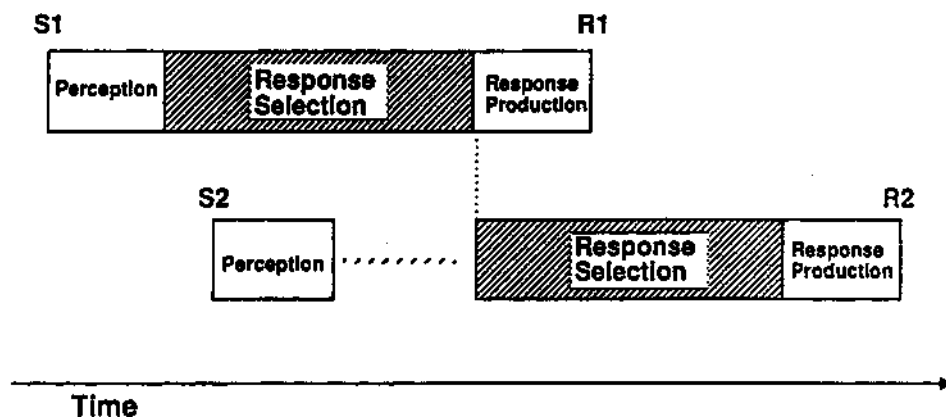 S1
R1
Perception
Response
Selection
Response
Production
S2
R2
Perception
Response
Selection
Response
Production
Time